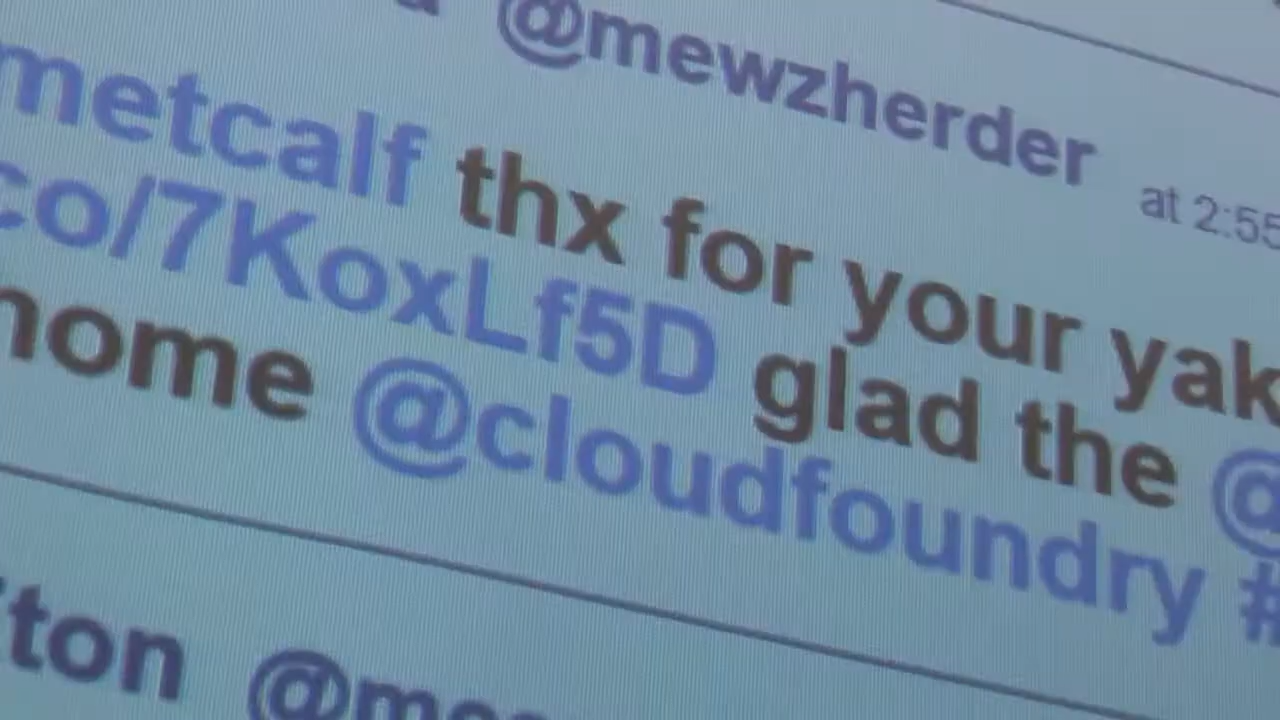 @mewzherder at 2:55
metcalf thx for your yak
co/7KoxLf5D glad the @
home @cloudfoundry #